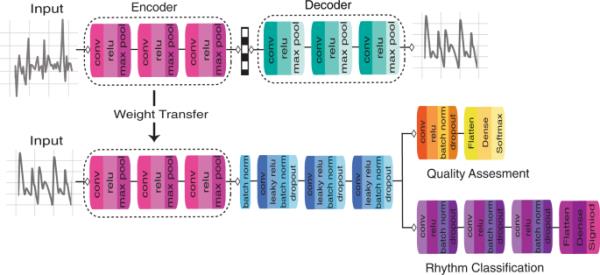 Input
Encoder
Decoder
conv
relu
max pool
conv
relu
max pool
conv
relu
max pool
conv
relu
max pool
conv
relu
max pool
conv
relu
max pool
Weight Transfer
Input
conv
relu
max pool
conv
relu
max pool
conv
relu
max pool
batch norm
conv
leaky relu
batch norm
dropout
conv
leaky relu
batch norm
dropout
conv
leaky relu
batch norm
dropout
conv
relu
batch norm
dropout
Flatten
Dense
Softmax
Quality Assesment
conv
relu
batch norm
dropout
conv
relu
batch norm
dropout
conv
relu
batch norm
dropout
Flatten
Dense
Sigmiod
Rhythm Classification